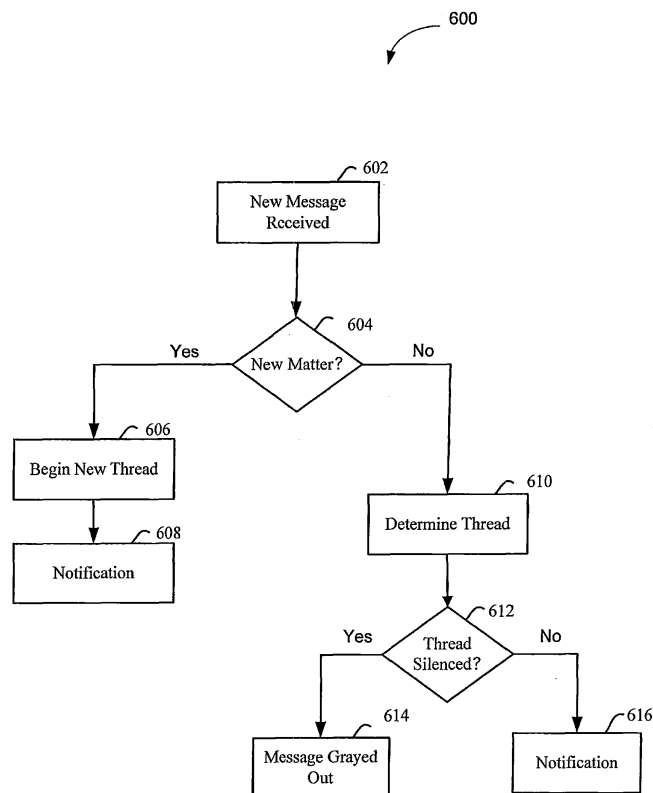 600
602
New Message
Received
604
Yes
New Matter?
No
606
Begin New Thread
608
Notification
610
Determine Thread
612
Yes
Thread
Silenced?
No
614
Message Grayed
Out
616
Notification